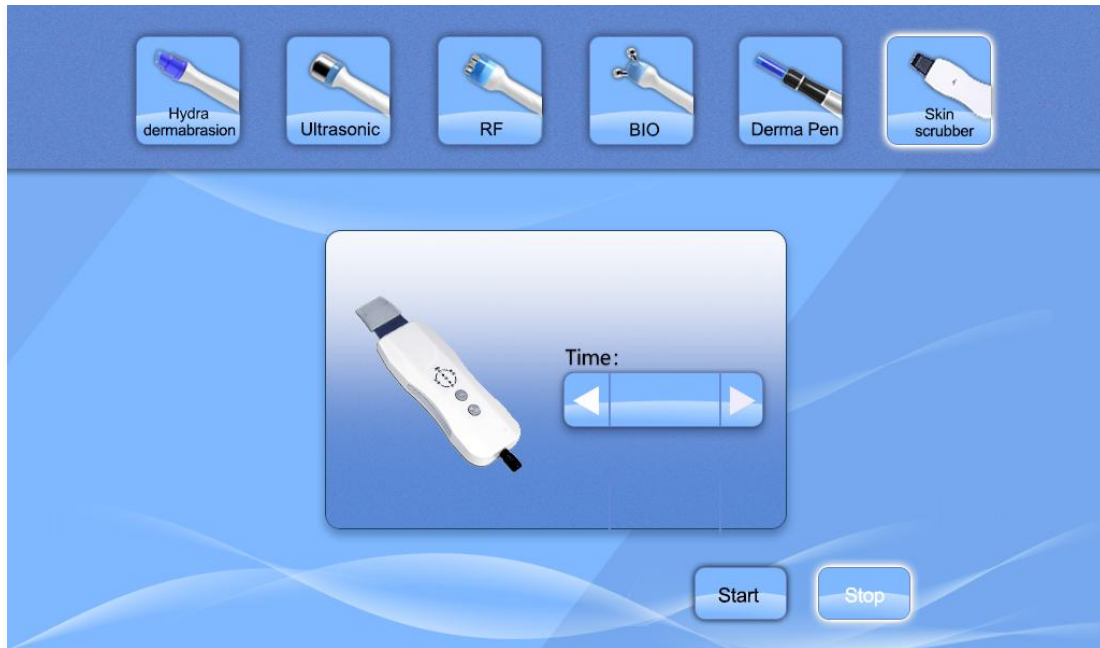 Hydra
dermabrasion
Ultrasonic
RF
BIO
Derma Pen
Skin
scrubber
Time:
Start
Stop